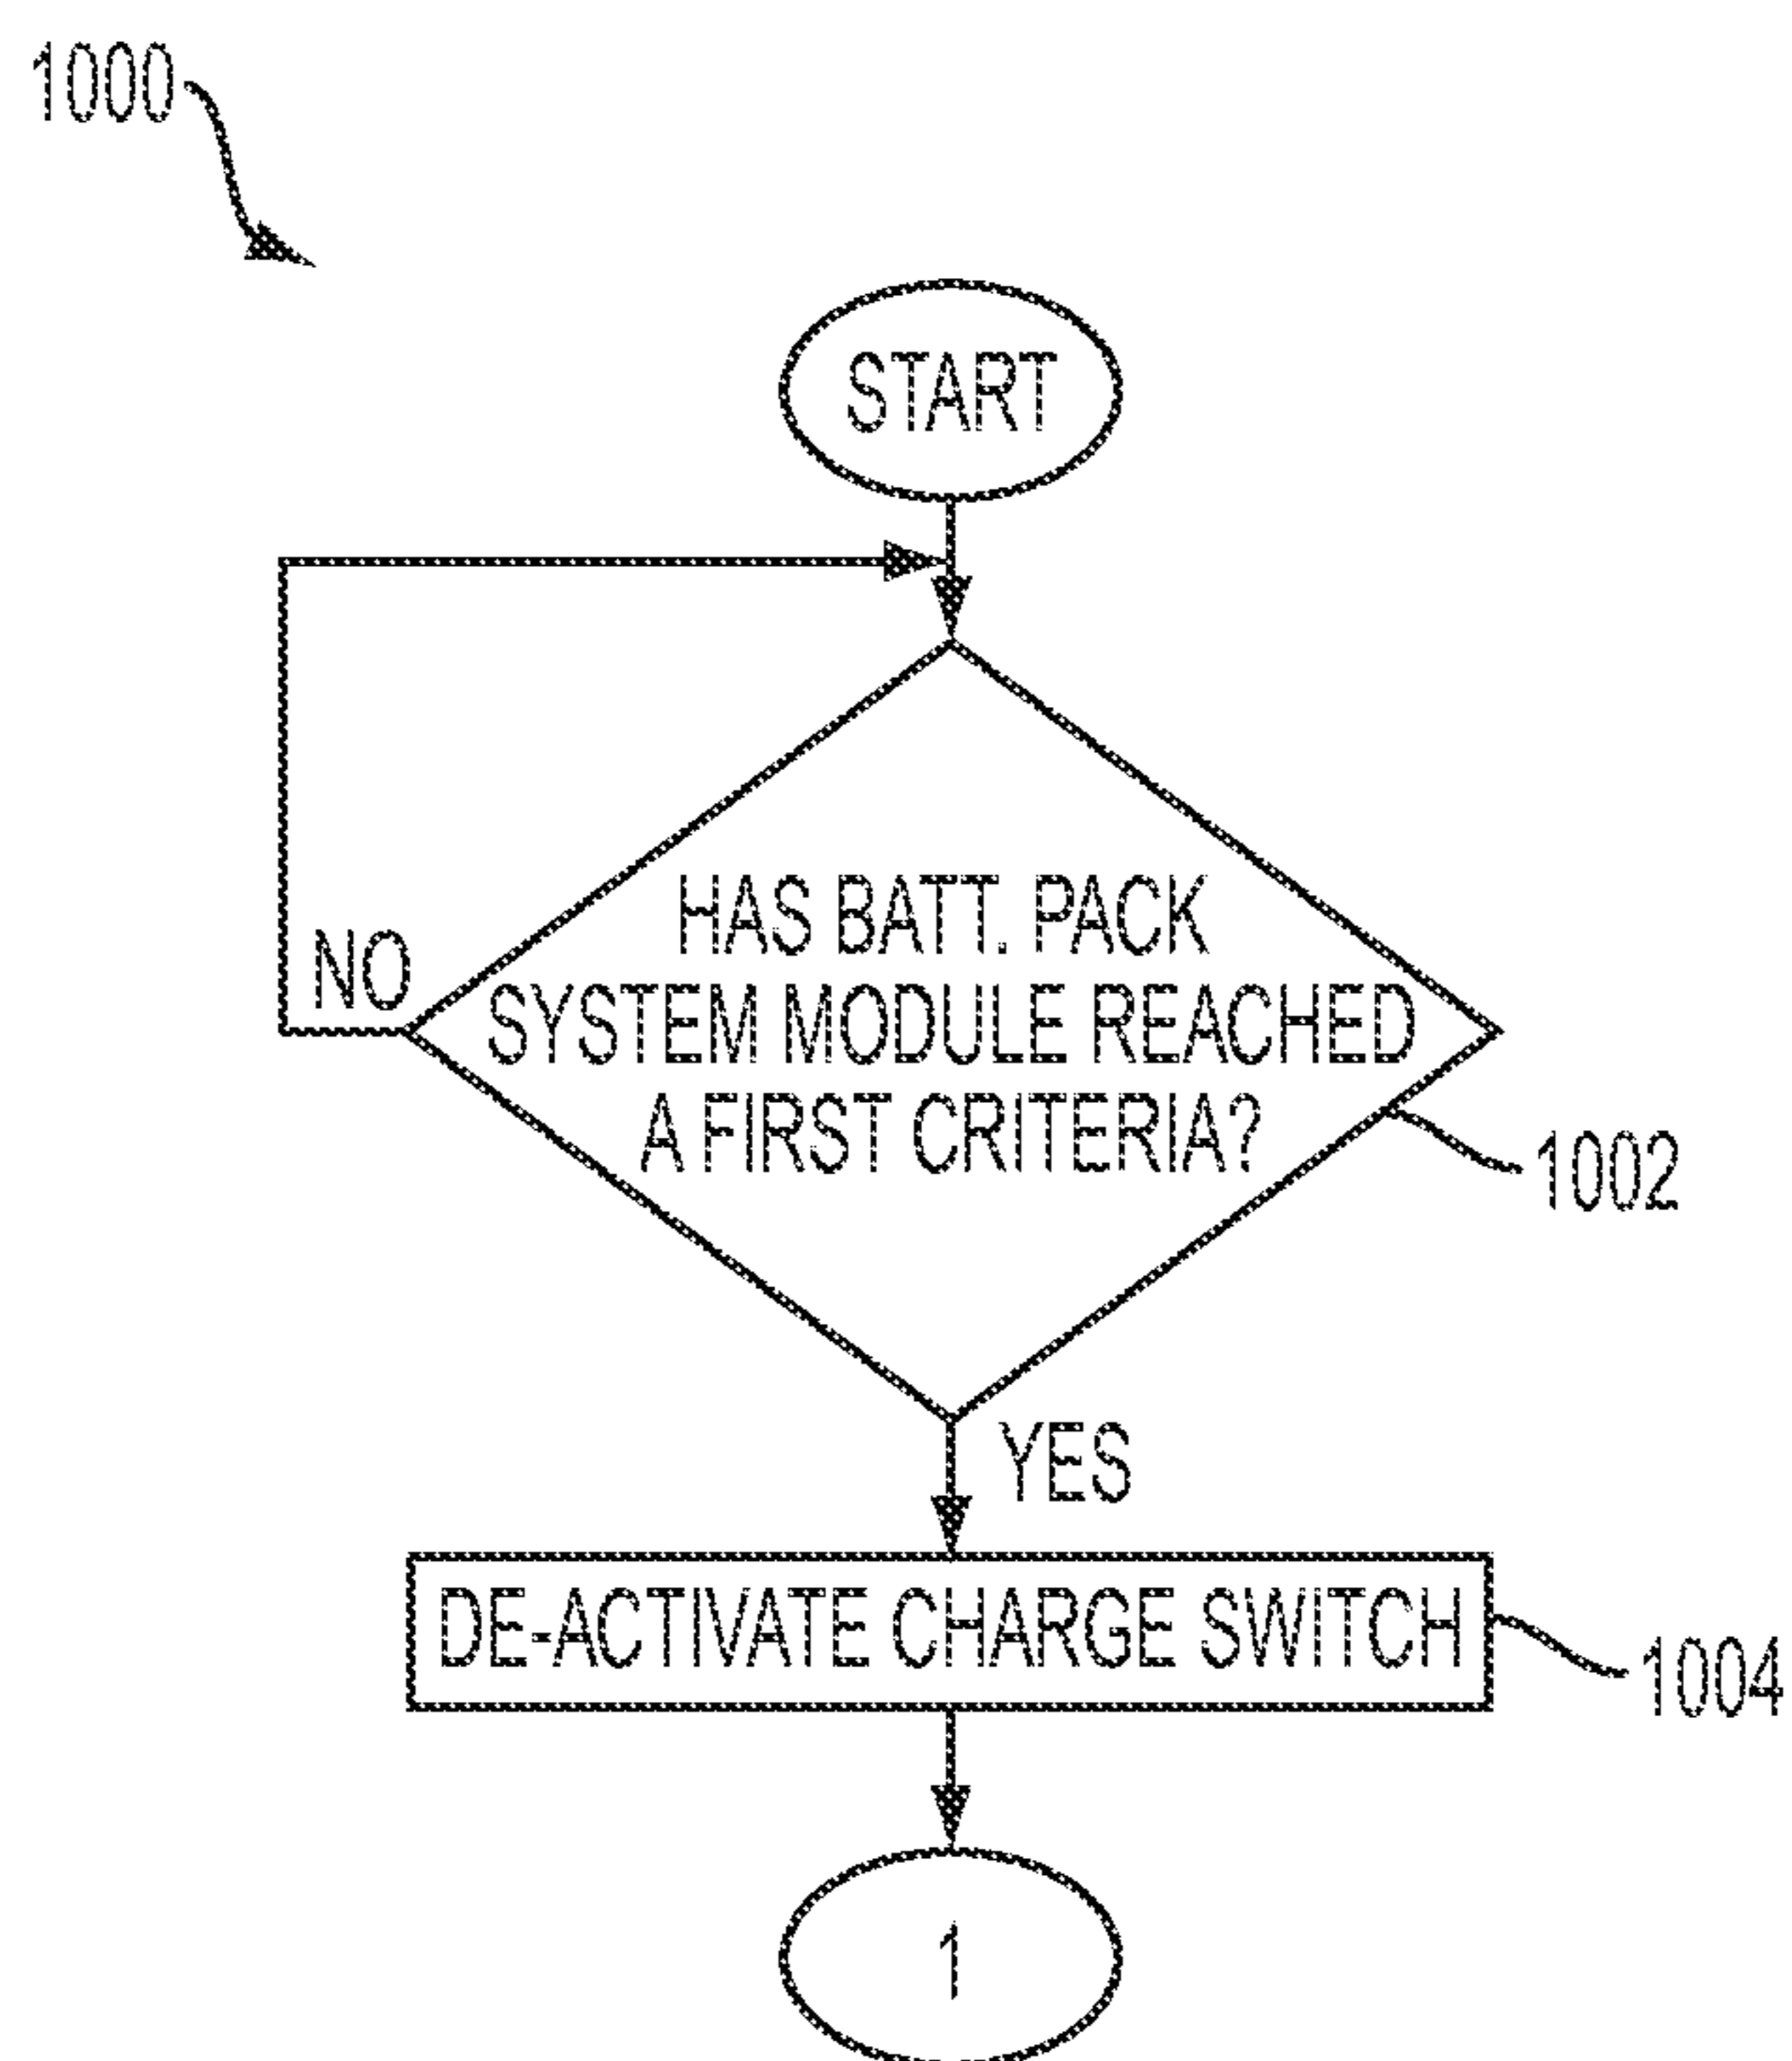 1000
START
HAS BATT. PACK
NO
SYSTEM MODULE REACHED
A FIRST CRITERIA?
1002
YES
DE-ACTIVATE CHARGE SWITCH
1004
1